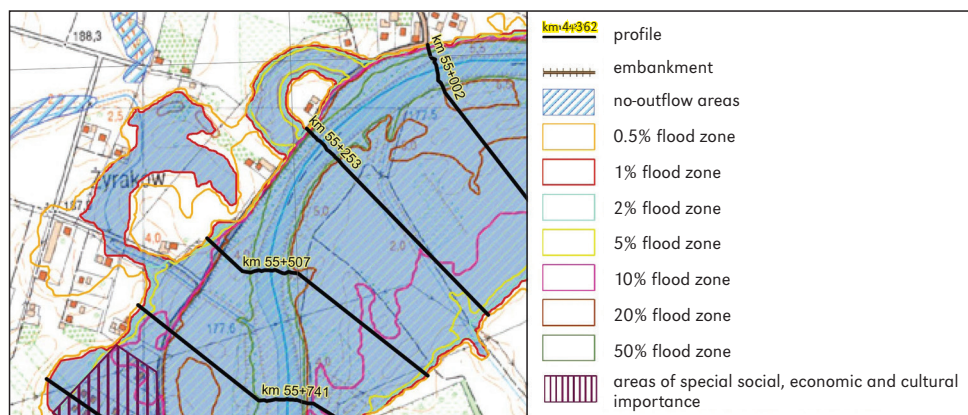 188,3
5.5
km 55+002
177.5
km 55+253
2.5
Żyraków
5.0
4.0
2.0
km 55+507
177.6
km 55+741
km 4+362
profile
embankment
no-outflow areas
0.5% flood zone
1% flood zone
2% flood zone
5% flood zone
10% flood zone
20% flood zone
50% flood zone
areas of special social, economic and cultural
importance